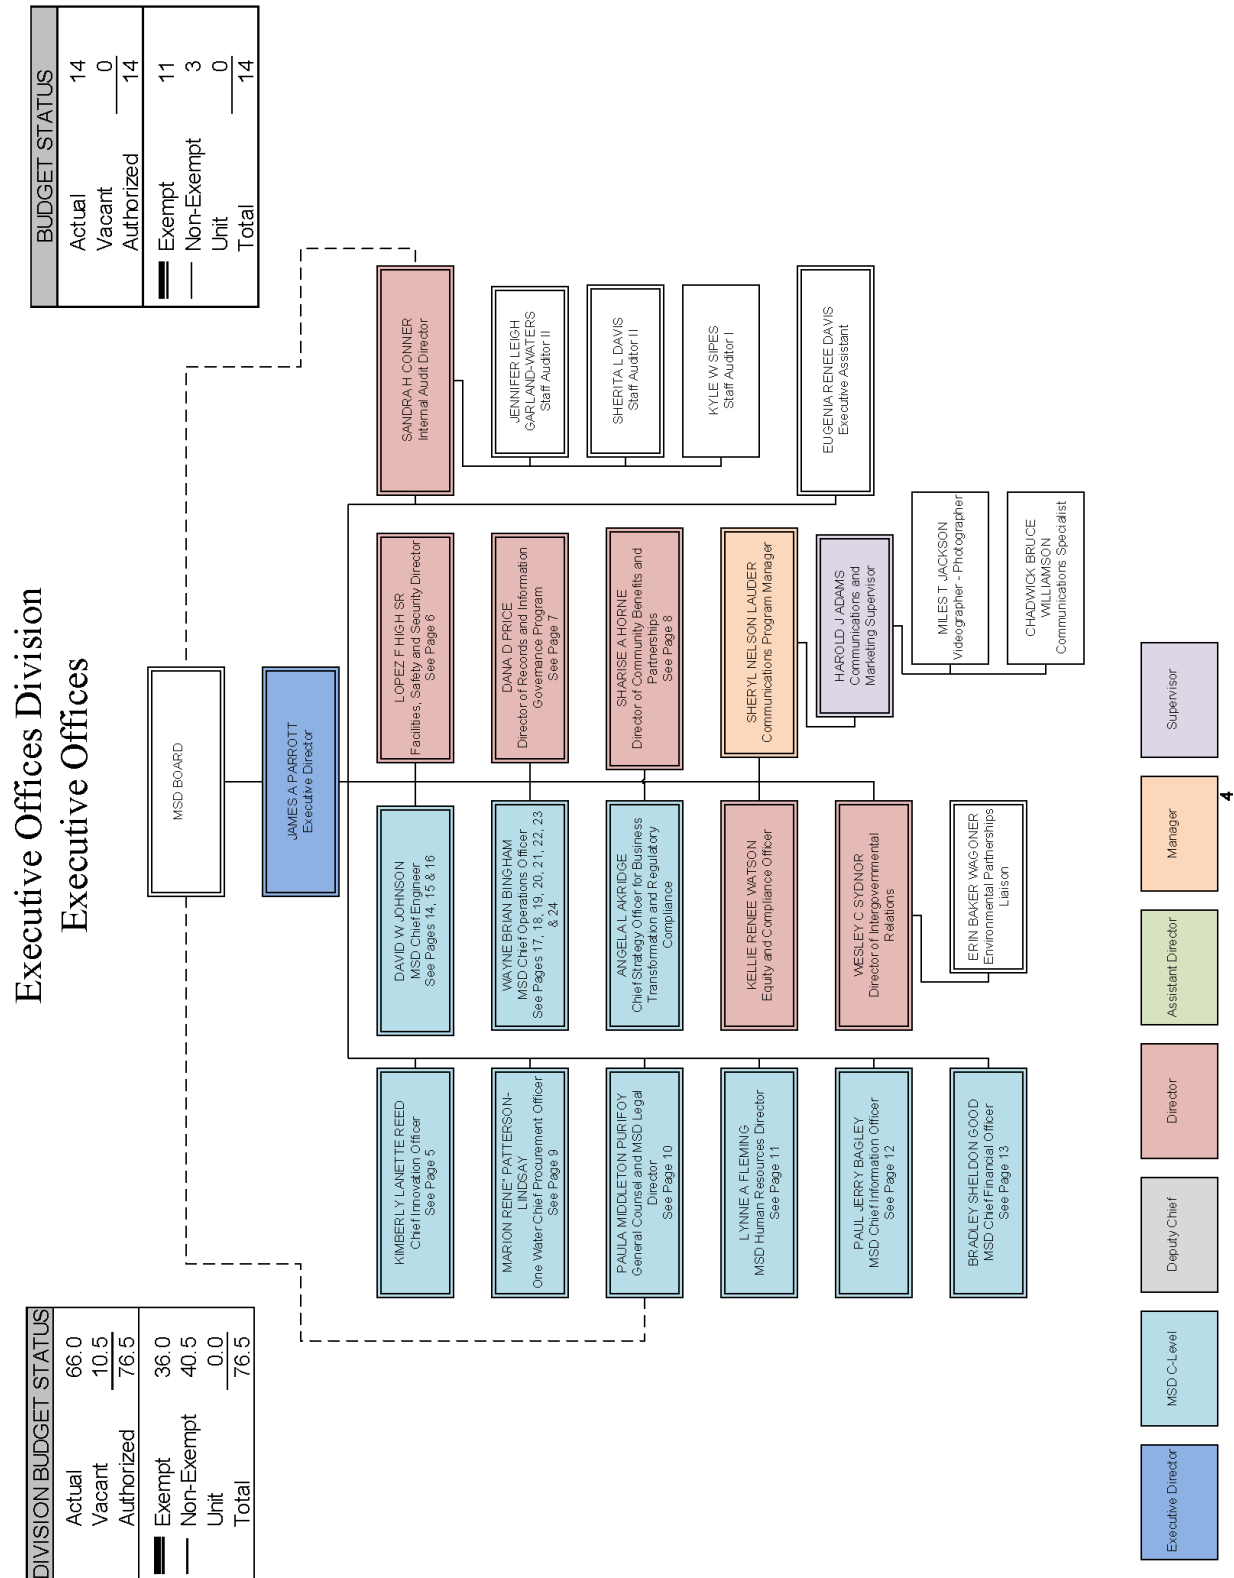 Executive Offices Division
Executive Offices
DIVISION BUDGET STATUS
Actual 66.0
Vacant 10.5
Authorized 76.5
Exempt 36.0
Non-Exempt 40.5
Unit 0.0
Total 76.5
BUDGET STATUS
Actual 14
Vacant 0
Authorized 14
Exempt 11
Non-Exempt 3
Unit 0
Total 14
MSD BOARD
JAMES A PARROTT
Executive Director
KIMBERLY LANETTE REED
Chief Innovation Officer
See Page 5
MARION RENE" PATTERSON-
LINDSAY
One Water Chief Procurement Officer
See Page 9
PAULA MIDDLETON PURIFOY
General Counsel and MSD Legal
Director
See Page 10
LYNNE A FLEMING
MSD Human Resources Director
See Page 11
PAUL JERRY BAGLEY
MSD Chief Information Officer
See Page 12
BRADLEY SHELDON GOOD
MSD Chief Financial Officer
See Page 13
DAVID W JOHNSON
MSD Chief Engineer
See Pages 14, 15 & 16
WAYNE BRIAN BINGHAM
MSD Chief Operations Officer
See Pages 17, 18, 19, 20, 21, 22, 23
& 24
ANGELA L AKRIDGE
Chief Strategy Officer for Business
Transformation and Regulatory
Compliance
KELLIE RENEE WATSON
Equity and Compliance Officer
WESLEY C SYDNOR
Director of Intergovernmental
Relations
ERIN BAKER WAGONER
Environmental Partnerships
Liaison
LOPEZ F HIGH SR
Facilities, Safety and Security Director
See Page 6
DANA D PRICE
Director of Records and Information
Governance Program
See Page 7
SHARISE A HORNE
Director of Community Benefits and
Partnerships
See Page 8
SHERYL NELSON LAUDER
Communications Program Manager
HAROLD J ADAMS
Communications and
Marketing Supervisor
MILES T JACKSON
Videographer - Photographer
CHADWICK BRUCE
WILLIAMSON
Communications Specialist
SANDRA H CONNER
Internal Audit Director
JENNIFER LEIGH
GARLAND-WATERS
Staff Auditor II
SHERITA L DAVIS
Staff Auditor II
KYLE W SIPES
Staff Auditor I
EUGENIA RENEE DAVIS
Executive Assistant
Executive Director
MSD C-Level
Deputy Chief
Director
Assistant Director
Manager
Supervisor
4